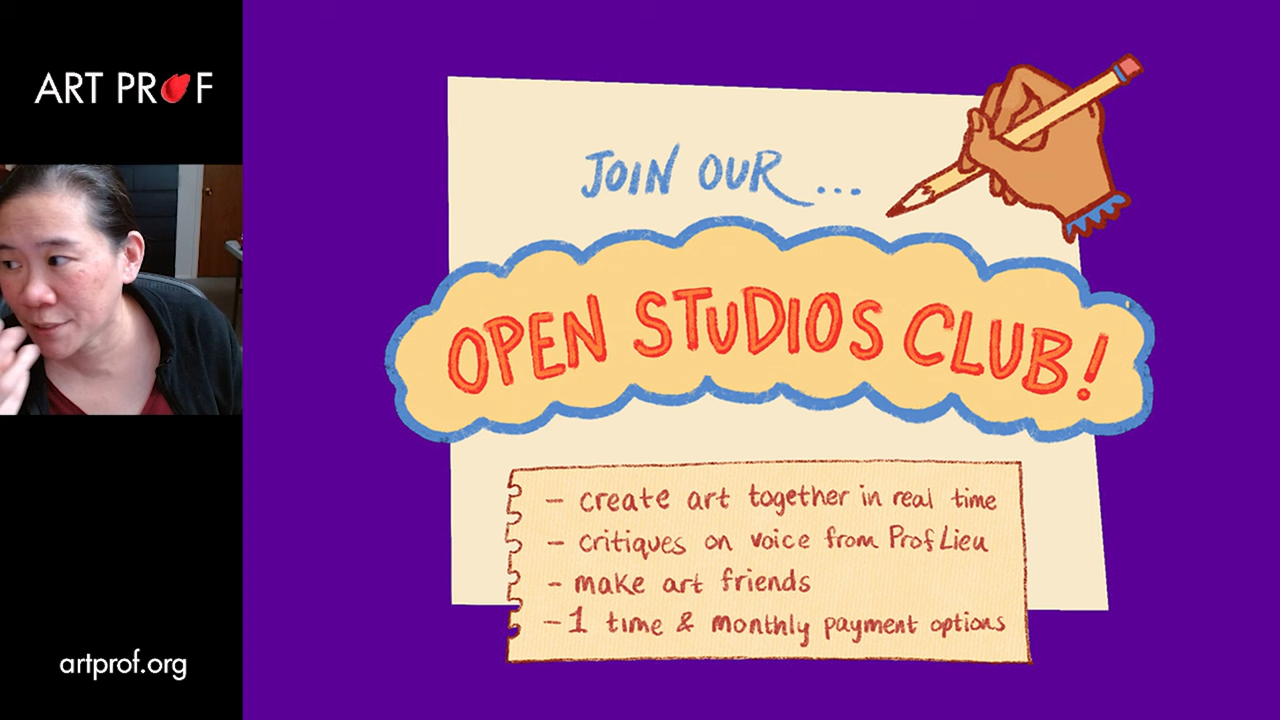 ART PROF
JOIN OUR...
OPEN STUDIOS CLUB!
- create art together in real time
- critiques on voice from Prof Lieu
- make art friends
- 1 time & monthly payment options
artprof.org